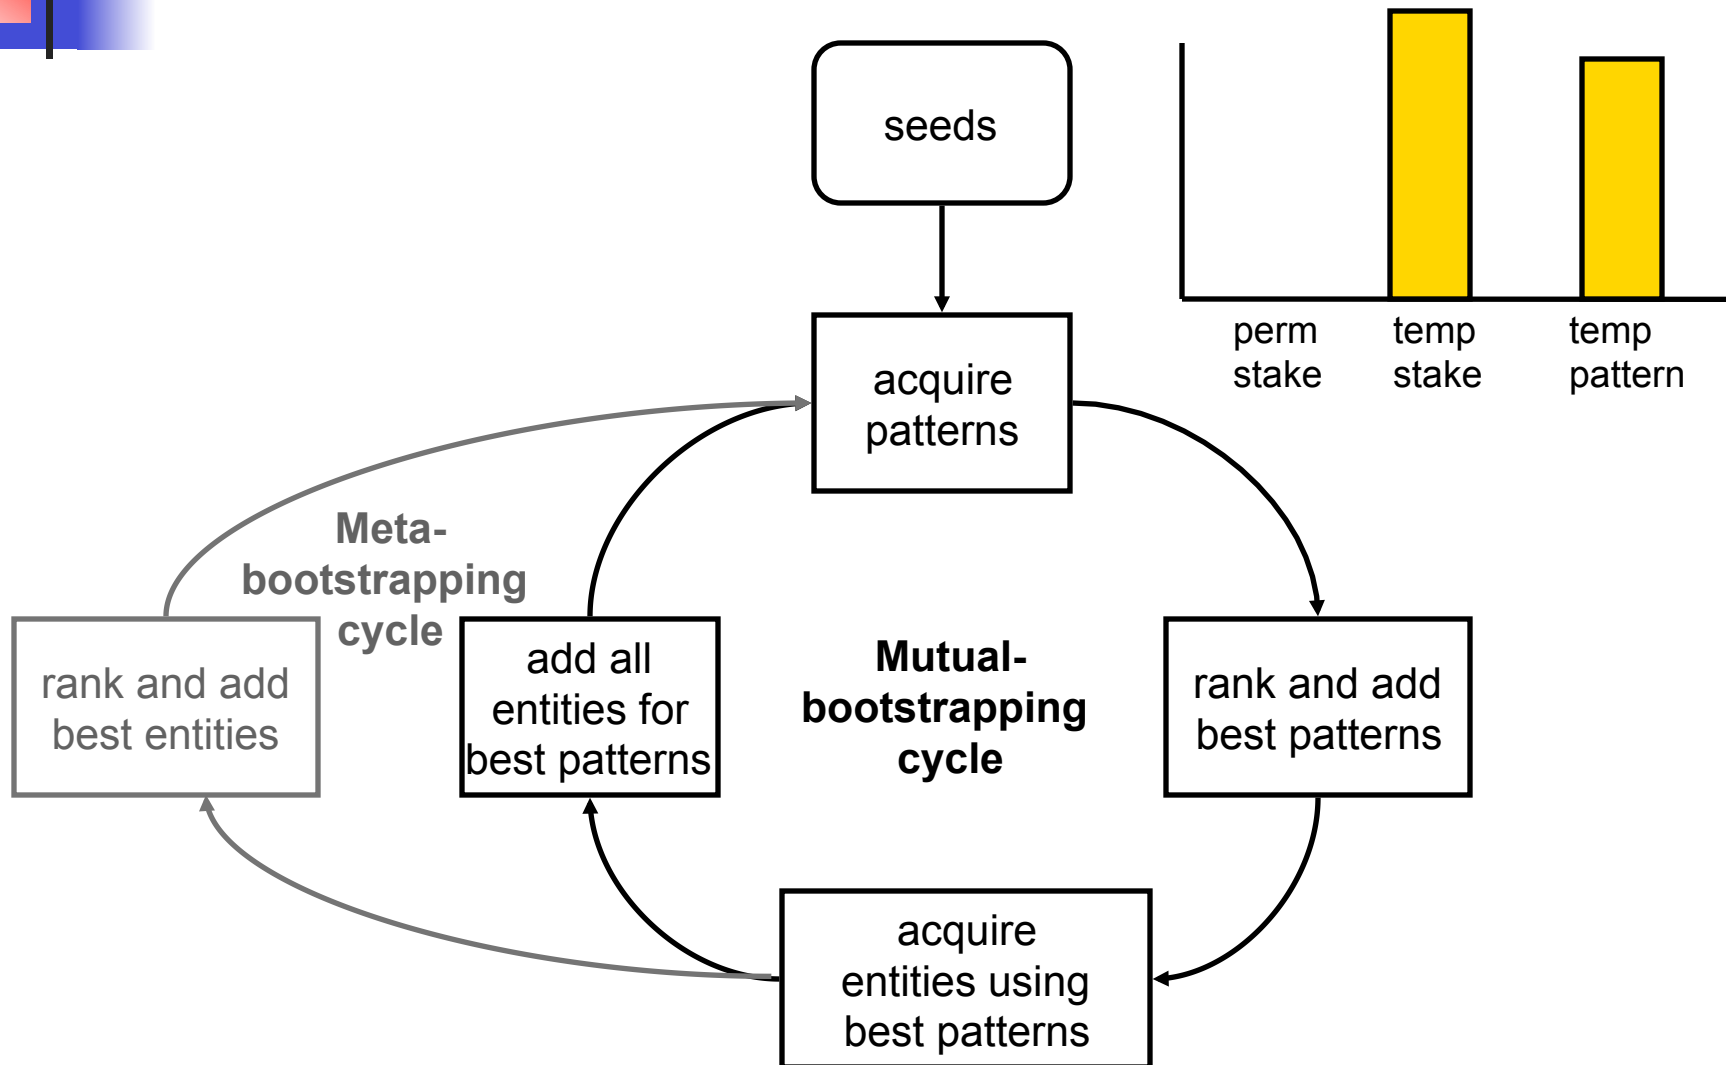 seeds
perm
stake
temp
stake
temp
pattern
acquire
patterns
Meta-
bootstrapping
cycle
rank and add
best entities
add all
entities for
best patterns
Mutual-
bootstrapping
cycle
rank and add
best patterns
acquire
entities using
best patterns